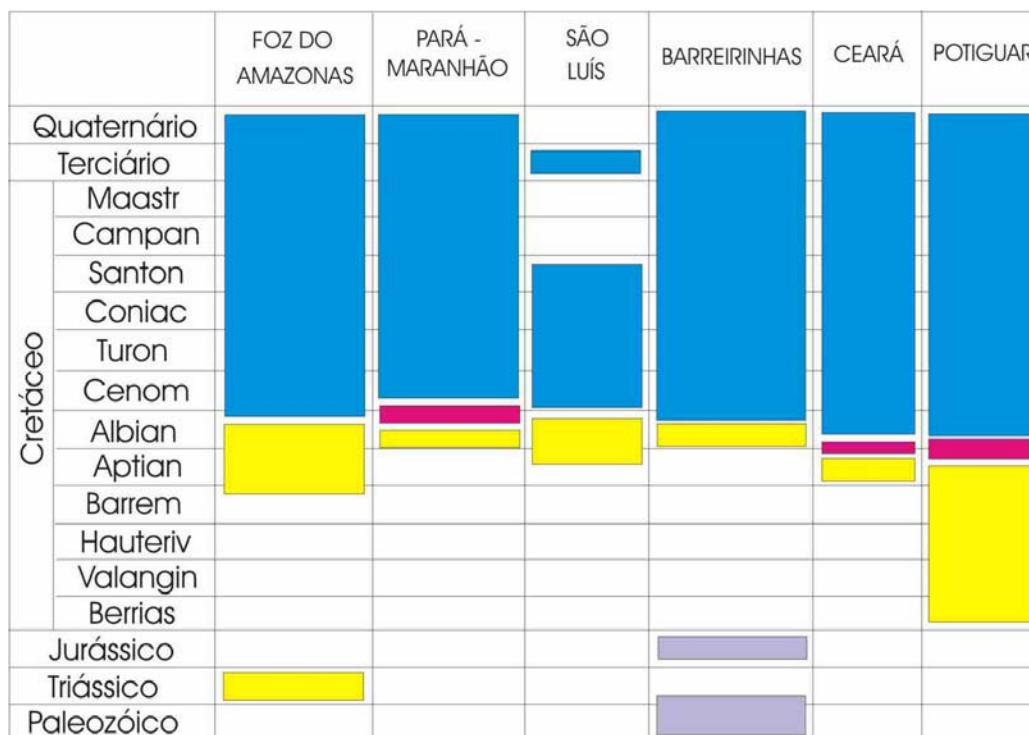 FOZ DO
AMAZONAS
PARÁ -
MARANHÃO
SÃO
LUÍS
BARREIRINHAS
CEARÁ
POTIGUAR
Quaternário
Terciário
Cretáceo
Maastr
Campan
Santon
Coniac
Turon
Cenom
Albian
Aptian
Barrem
Hauteriv
Valangin
Berrias
Jurássico
Triássico
Paleozóico